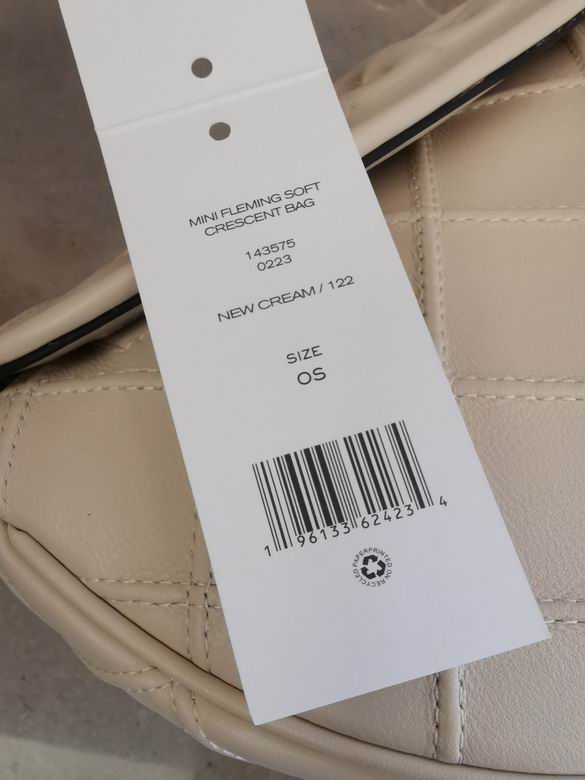 MINI FLEMING SOFT
CRESCENT BAG
143575
0223
NEW CREAM / 122
SIZE
OS
1 96133 62423 4
PRINTED ON RECYCLED PAPER